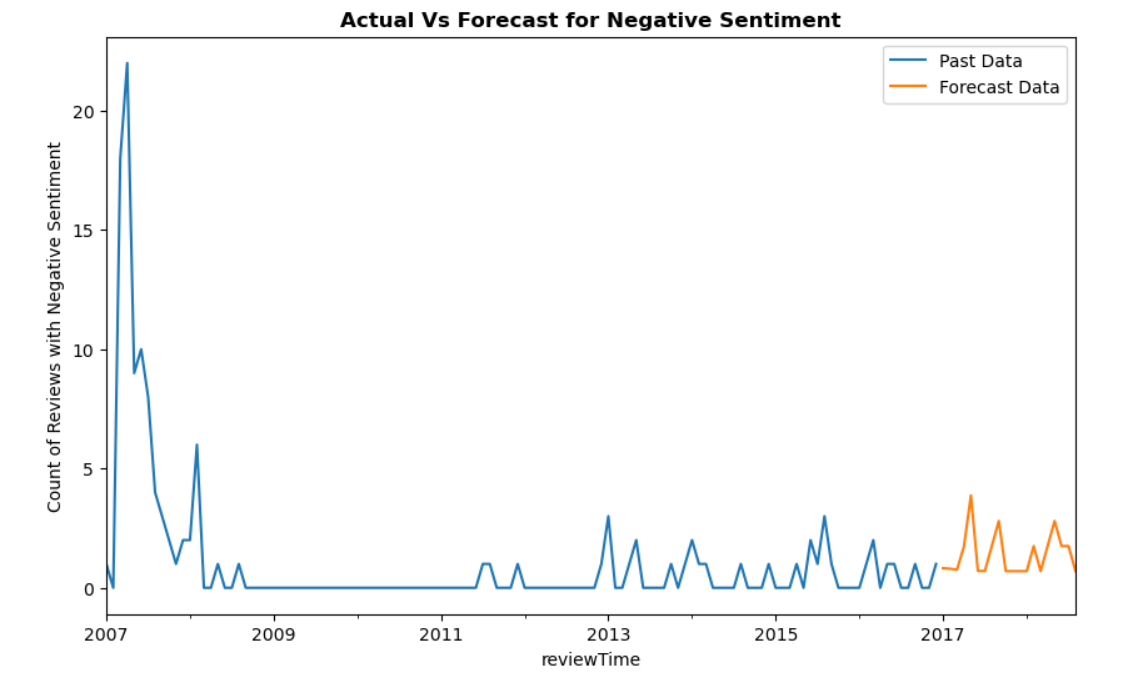 Actual Vs Forecast for Negative Sentiment
Past Data
Forecast Data
Count of Reviews with Negative Sentiment
20
15
10
5
0
2007 2009 2011 2013 2015 2017
reviewTime